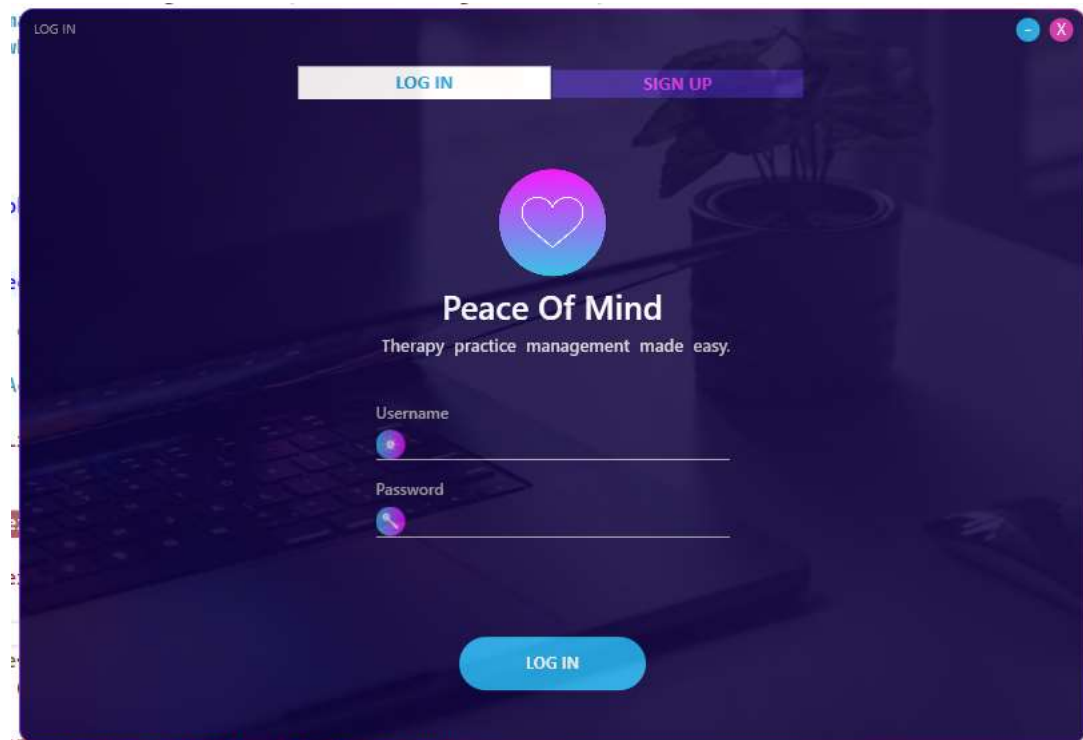 LOG IN
- X
LOG IN SIGN UP
Peace Of Mind
Therapy practice management made easy.
Username
Password
LOG IN